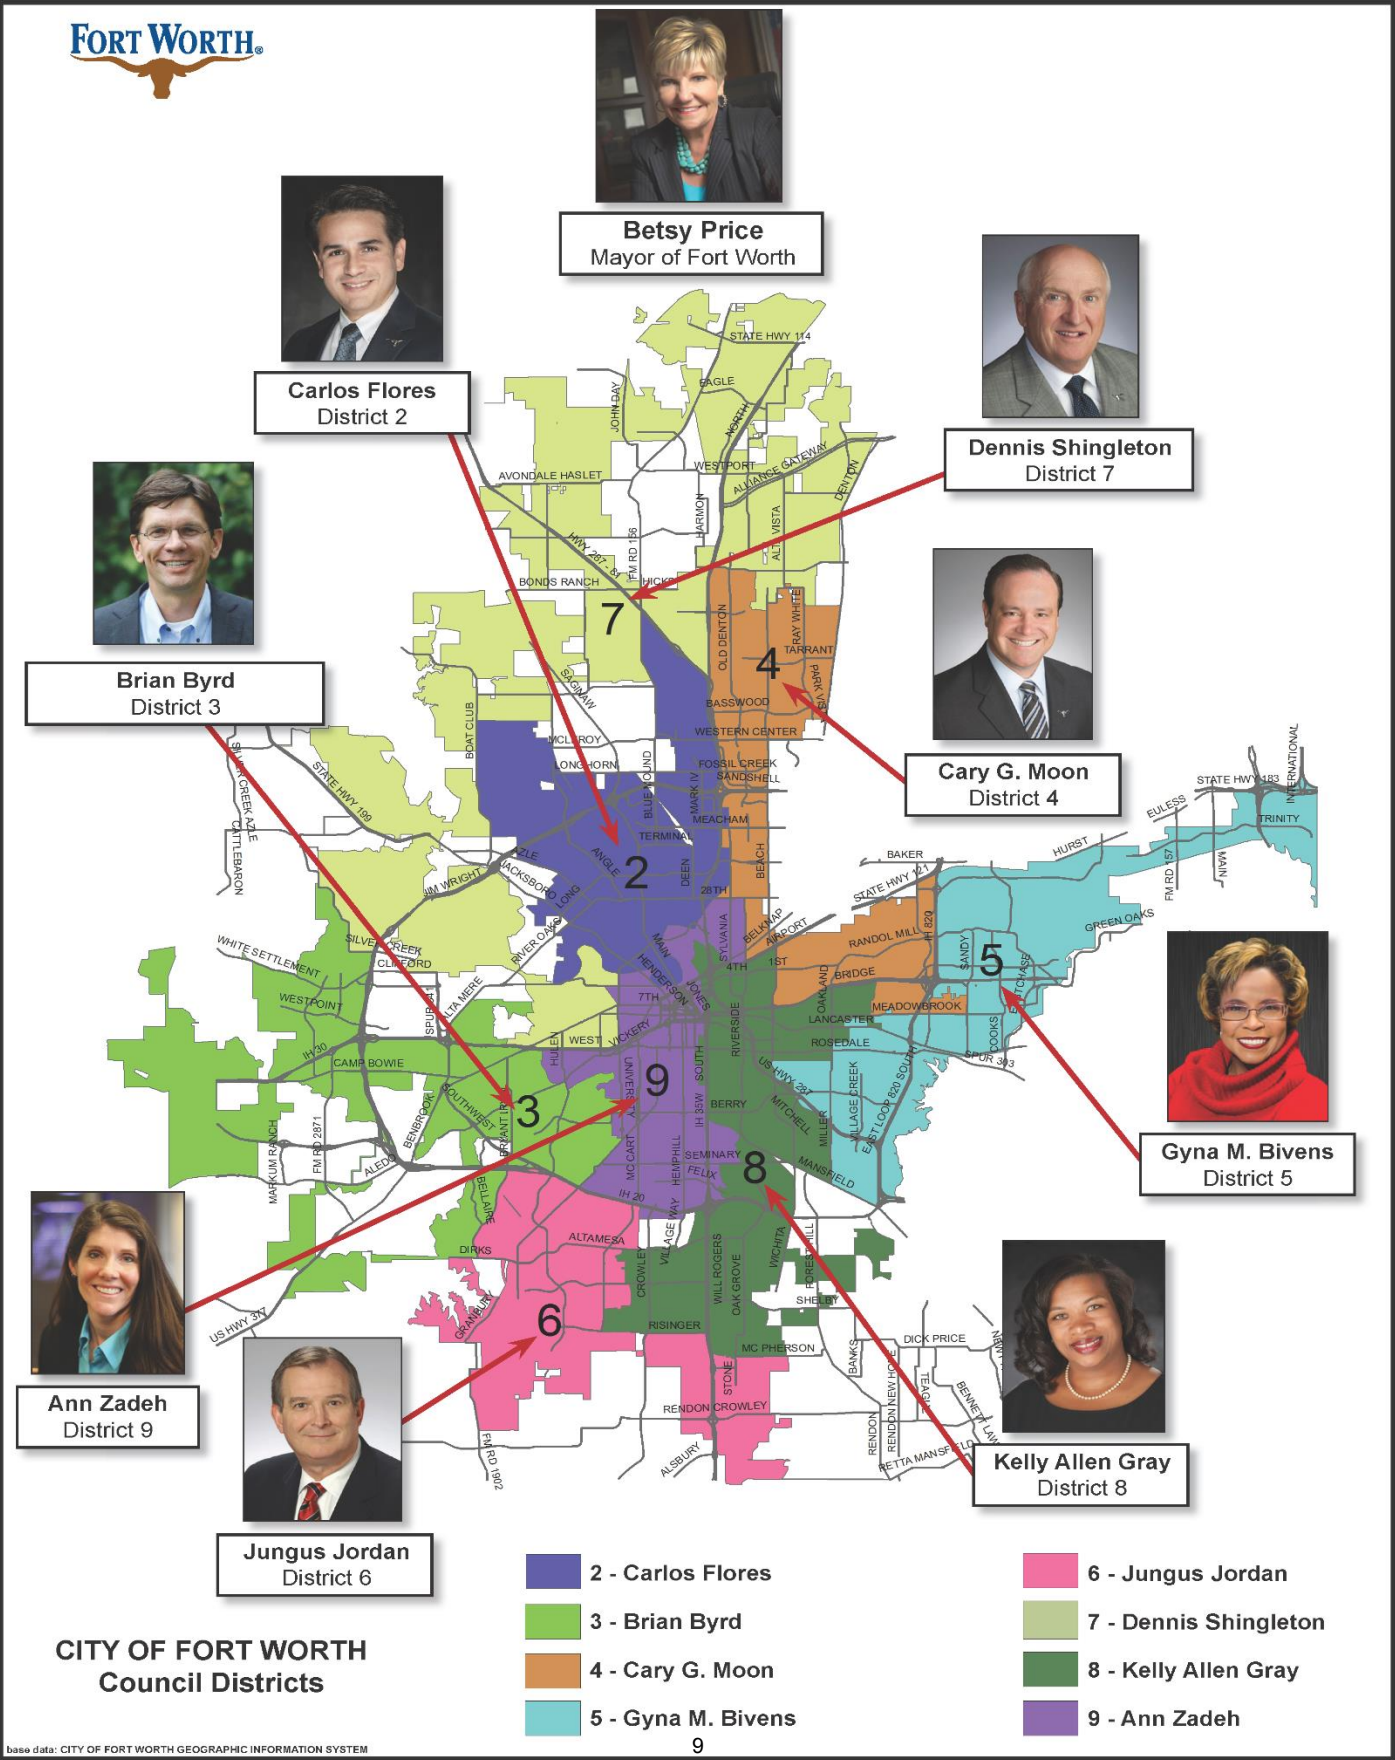 FORT WORTH®
Betsy Price
Mayor of Fort Worth
Carlos Flores
District 2
Dennis Shingleton
District 7
Brian Byrd
District 3
Cary G. Moon
District 4
Gyna M. Bivens
District 5
Ann Zadeh
District 9
Jungus Jordan
District 6
Kelly Allen Gray
District 8
STATE HWY 114
EAGLE
JOHN DAY
NORTH
WESTPORT
ALLIANCE GATEWAY
AVONDALE HASLET
DENTON
HARMON
ALTA VISTA
HWY 287 - 81
FM RD 156
BONDS RANCH
HICKS
7
OLD DENTON
RAY WHITE
TARRANT
4
PARK VISTA
SAGINAW
BASSWOOD
BOAT CLUB
WESTERN CENTER
MCLEROY
LONGHORN
BLUE MOUND
MARK IV
FOSSIL CREEK
SANDSHELL
MEACHAM
TERMINAL
STATE HWY 199
SILVER CREEK AZLE
CATTLEBARON
AZLE
JACKSBORO
LONG
ANGLE
2
DEEN
BEACH
28TH
JIM WRIGHT
INTERNATIONAL
STATE HWY 183
EULESS
TRINITY
HURST
BAKER
STATE HWY 121
FM RD 157
MAIN
GREEN OAKS
IH 820
RANDOL MILL
SANDY
5
EASTCHASE
BELKNAP
AIRPORT
SYLVANIA
MAIN
HENDERSON
JONES
4TH
1ST
BRIDGE
OAKLAND
MEADOWBROOK
LANCASTER
ROSEDALE
COOKS
SPUR 303
RIVER OAKS
SILVER CREEK
CLIFFORD
WHITE SETTLEMENT
WESTPOINT
SPUR 341
ALTA MERE
IH 30
CAMP BOWIE
7TH
WEST
VICKERY
HULEN
RIVERSIDE
SOUTH
US HWY 287
UNIVERSITY
9
IH 35W
BERRY
MITCHELL
MILLER
VILLAGE CREEK
EAST LOOP 820 SOUTH
SOUTHWEST
BRYANT IRVIN
3
BENBROOK
FM RD 2871
MARKUM RANCH
ALEDO
MC CART
HEMPHILL
SEMINARY
FELIX
8
MANSFIELD
IH 20
BELLAIRE
DIRKS
ALTAMESA
VILLAGE WAY
CROWLEY
WILL ROGERS
OAK GROVE
WICHITA
FOREST HILL
SHELBY
US HWY 377
GRANBURY
6
RISINGER
MC PHERSON
BANKS
DICK PRICE
STONE
RENDON CROWLEY
RENDON
RENDON NEW HOPE
TEAGUE
BENNETT LAWSON
RETTA MANSFIELD
ALSBURY
FM RD 1902
2 - Carlos Flores
3 - Brian Byrd
4 - Cary G. Moon
5 - Gyna M. Bivens
6 - Jungus Jordan
7 - Dennis Shingleton
8 - Kelly Allen Gray
9 - Ann Zadeh
CITY OF FORT WORTH
Council Districts
base data: CITY OF FORT WORTH GEOGRAPHIC INFORMATION SYSTEM
9